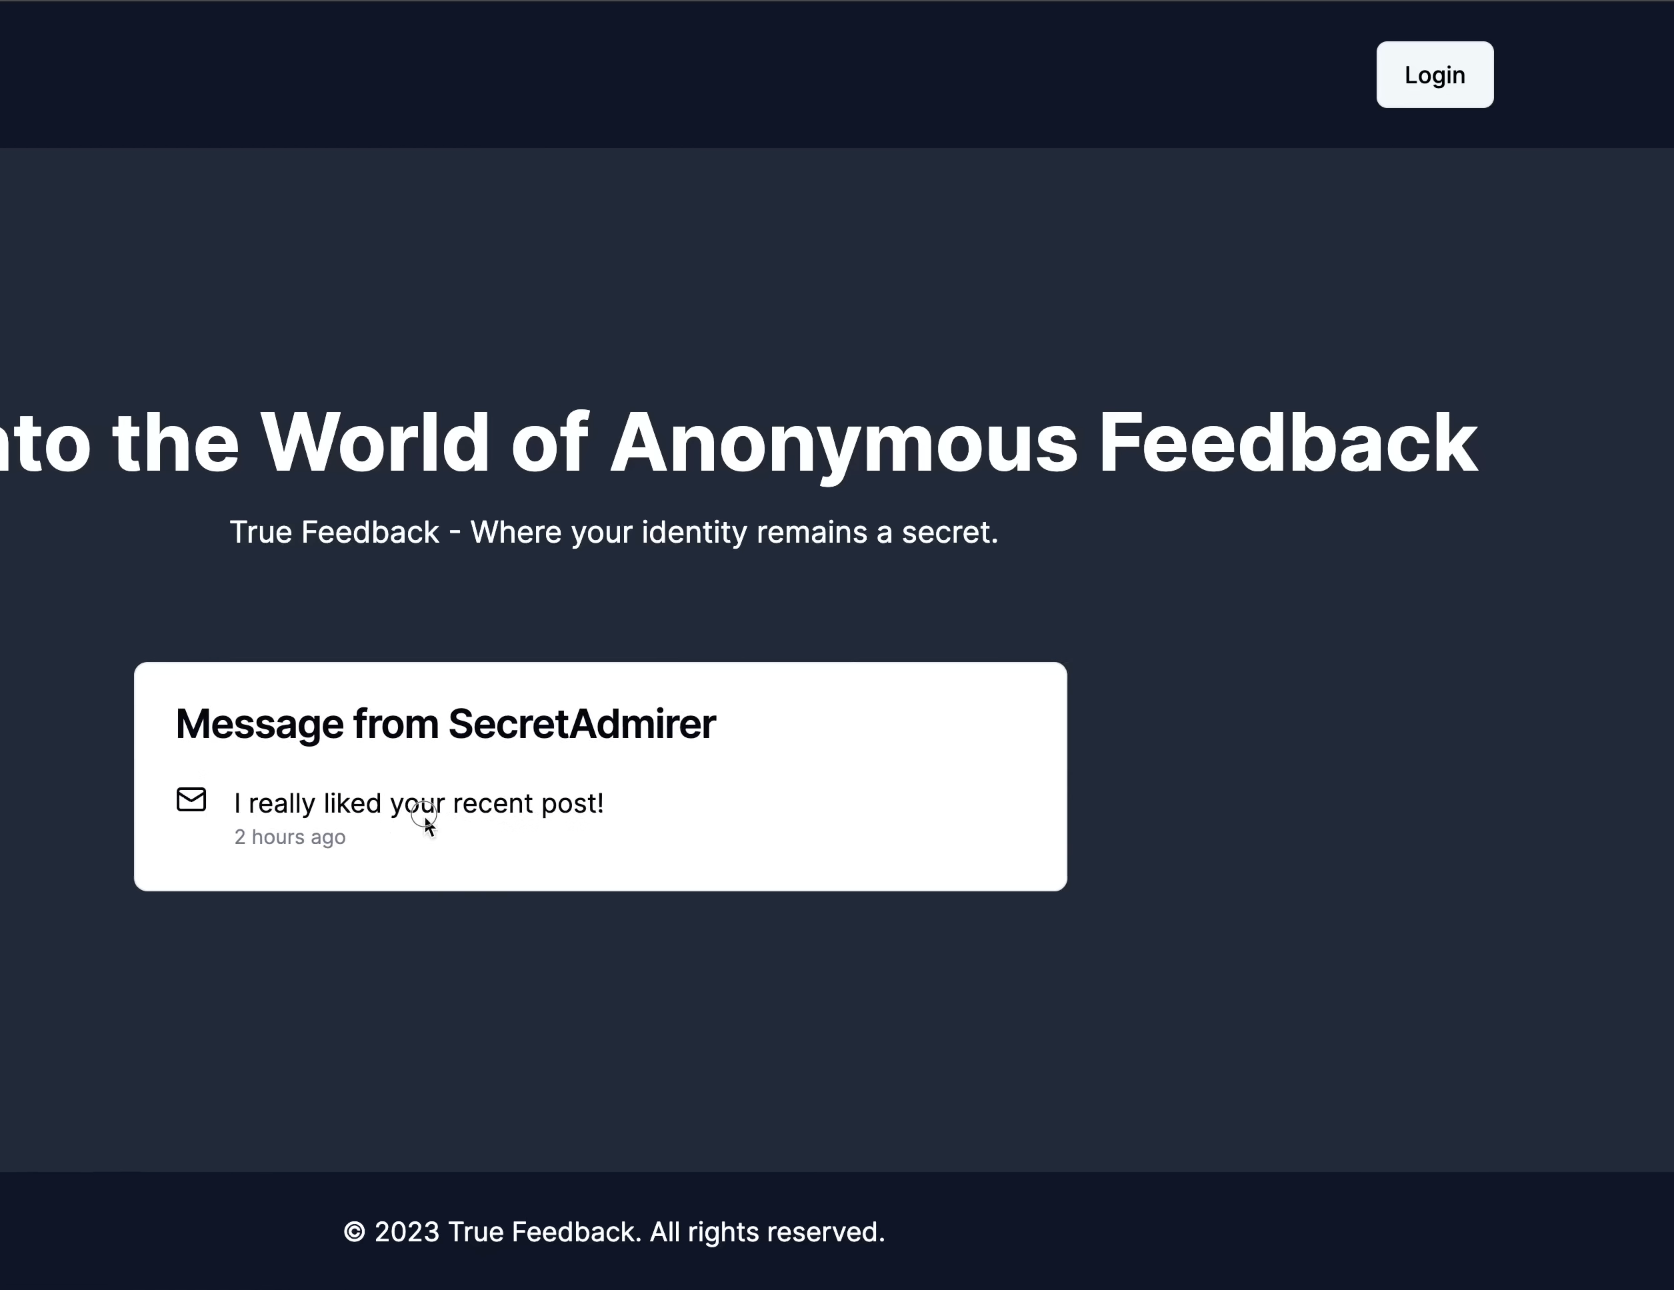 Login
to the World of Anonymous Feedback
True Feedback - Where your identity remains a secret.
Message from SecretAdmirer
I really liked your recent post!
2 hours ago
© 2023 True Feedback. All rights reserved.